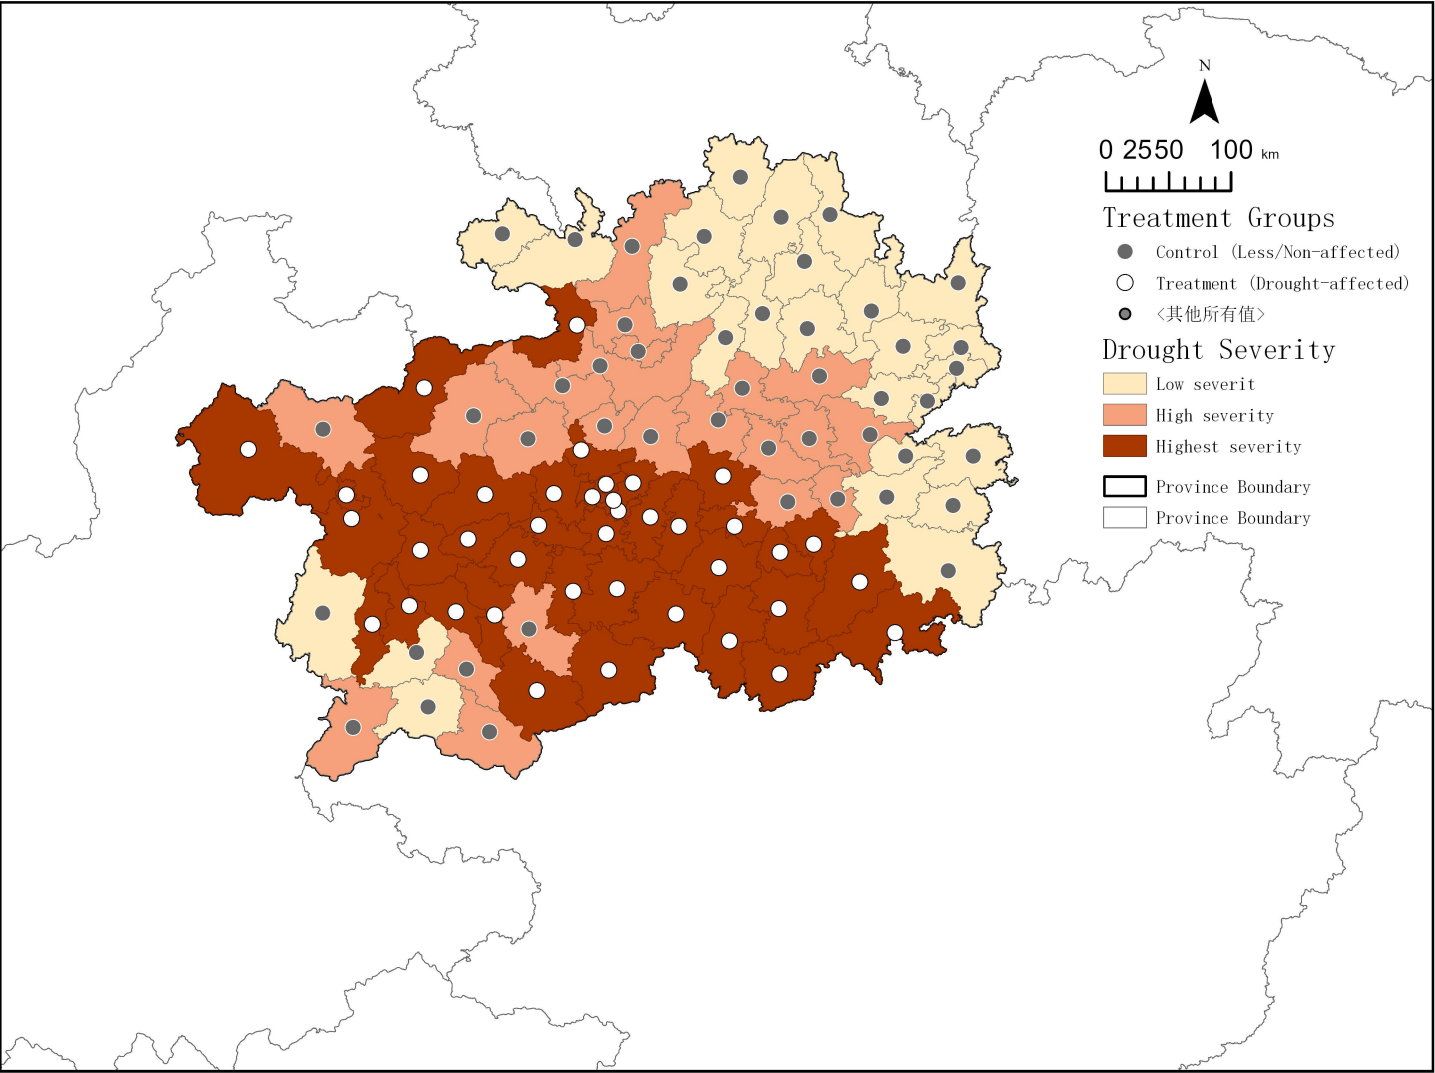 N
0 2550 100 km
Treatment Groups
Control (Less/Non-affected)
Treatment (Drought-affected)
<其他所有值>
Drought Severity
Low severit
High severity
Highest severity
Province Boundary
Province Boundary